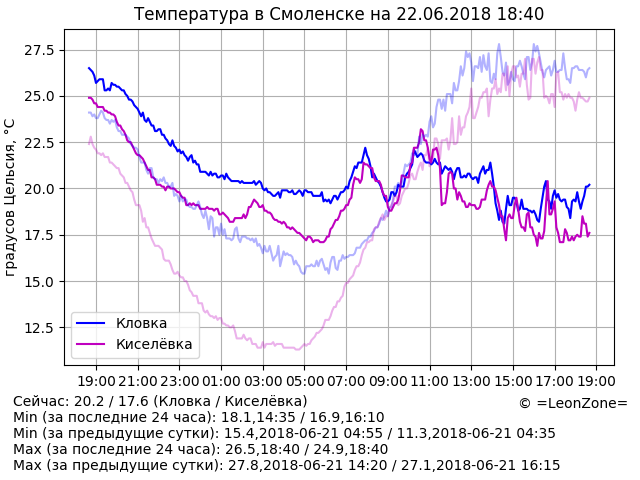 Температура в Смоленске на 22.06.2018 18:40
градусов Цельсия, °C
27.5
25.0
22.5
20.0
17.5
15.0
12.5
Кловка
Киселёвка
19:00 21:00 23:00 01:00 03:00 05:00 07:00 09:00 11:00 13:00 15:00 17:00 19:00
Сейчас: 20.2 / 17.6 (Кловка / Киселёвка)
© =LeonZone=
Min (за последние 24 часа): 18.1,14:35 / 16.9,16:10
Min (за предыдущие сутки): 15.4,2018-06-21 04:55 / 11.3,2018-06-21 04:35
Max (за последние 24 часа): 26.5,18:40 / 24.9,18:40
Max (за предыдущие сутки): 27.8,2018-06-21 14:20 / 27.1,2018-06-21 16:15